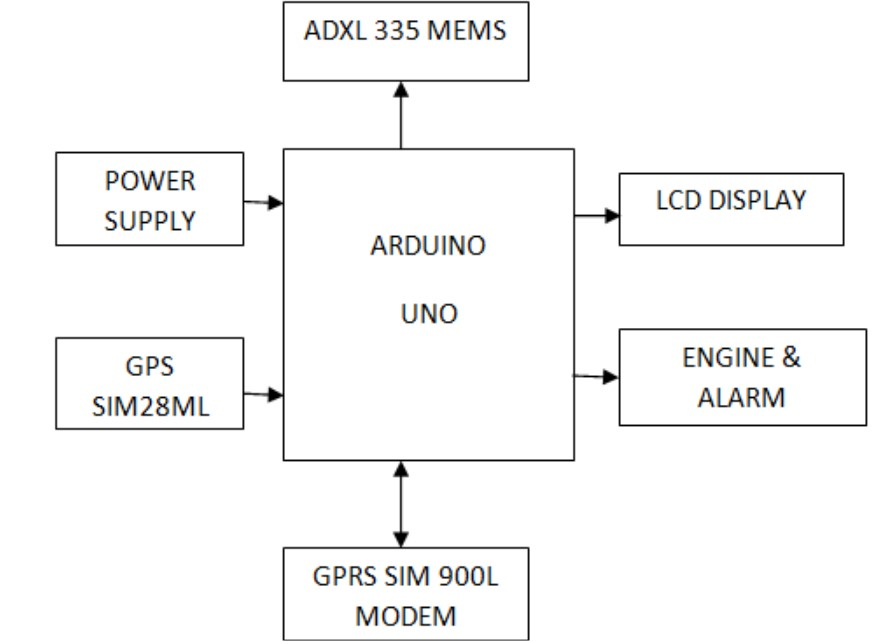 ADXL 335 MEMS
POWER
SUPPLY
LCD DISPLAY
ARDUINO
UNO
GPS
SIM28ML
ENGINE &
ALARM
GPRS SIM 900L
MODEM